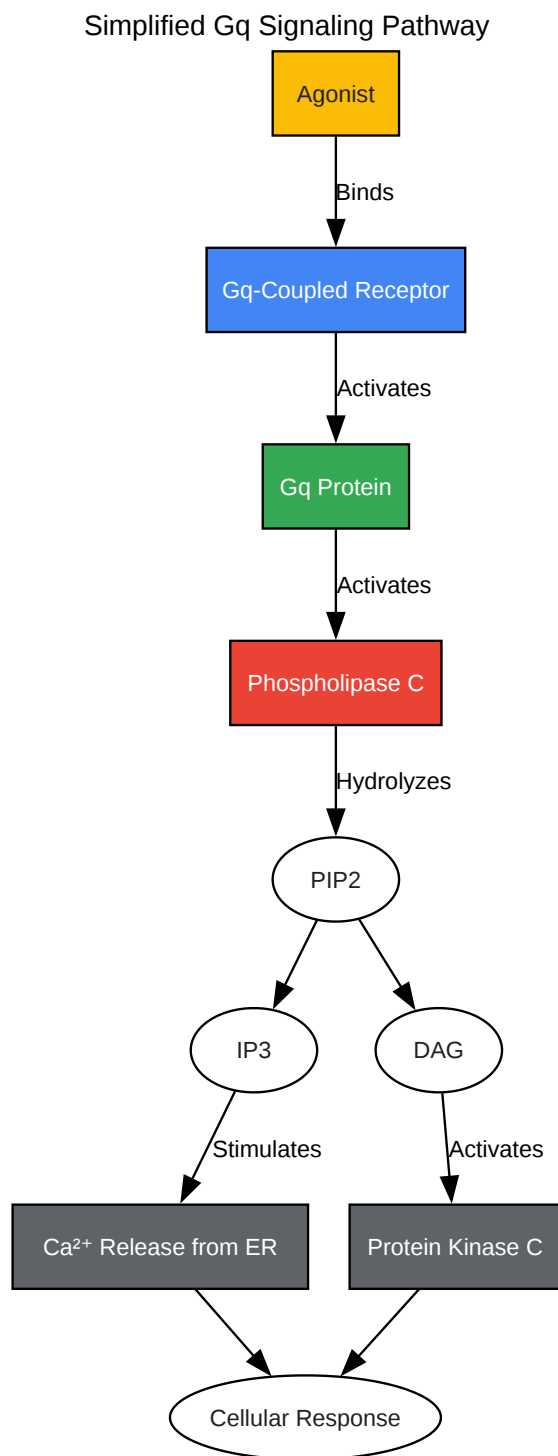 Simplified Gq Signaling Pathway
Agonist
Binds
Gq-Coupled Receptor
Activates
Gq Protein
Activates
Phospholipase C
Hydrolyzes
PIP2
IP3
DAG
Stimulates
Activates
Ca²⁺ Release from ER
Protein Kinase C
Cellular Response